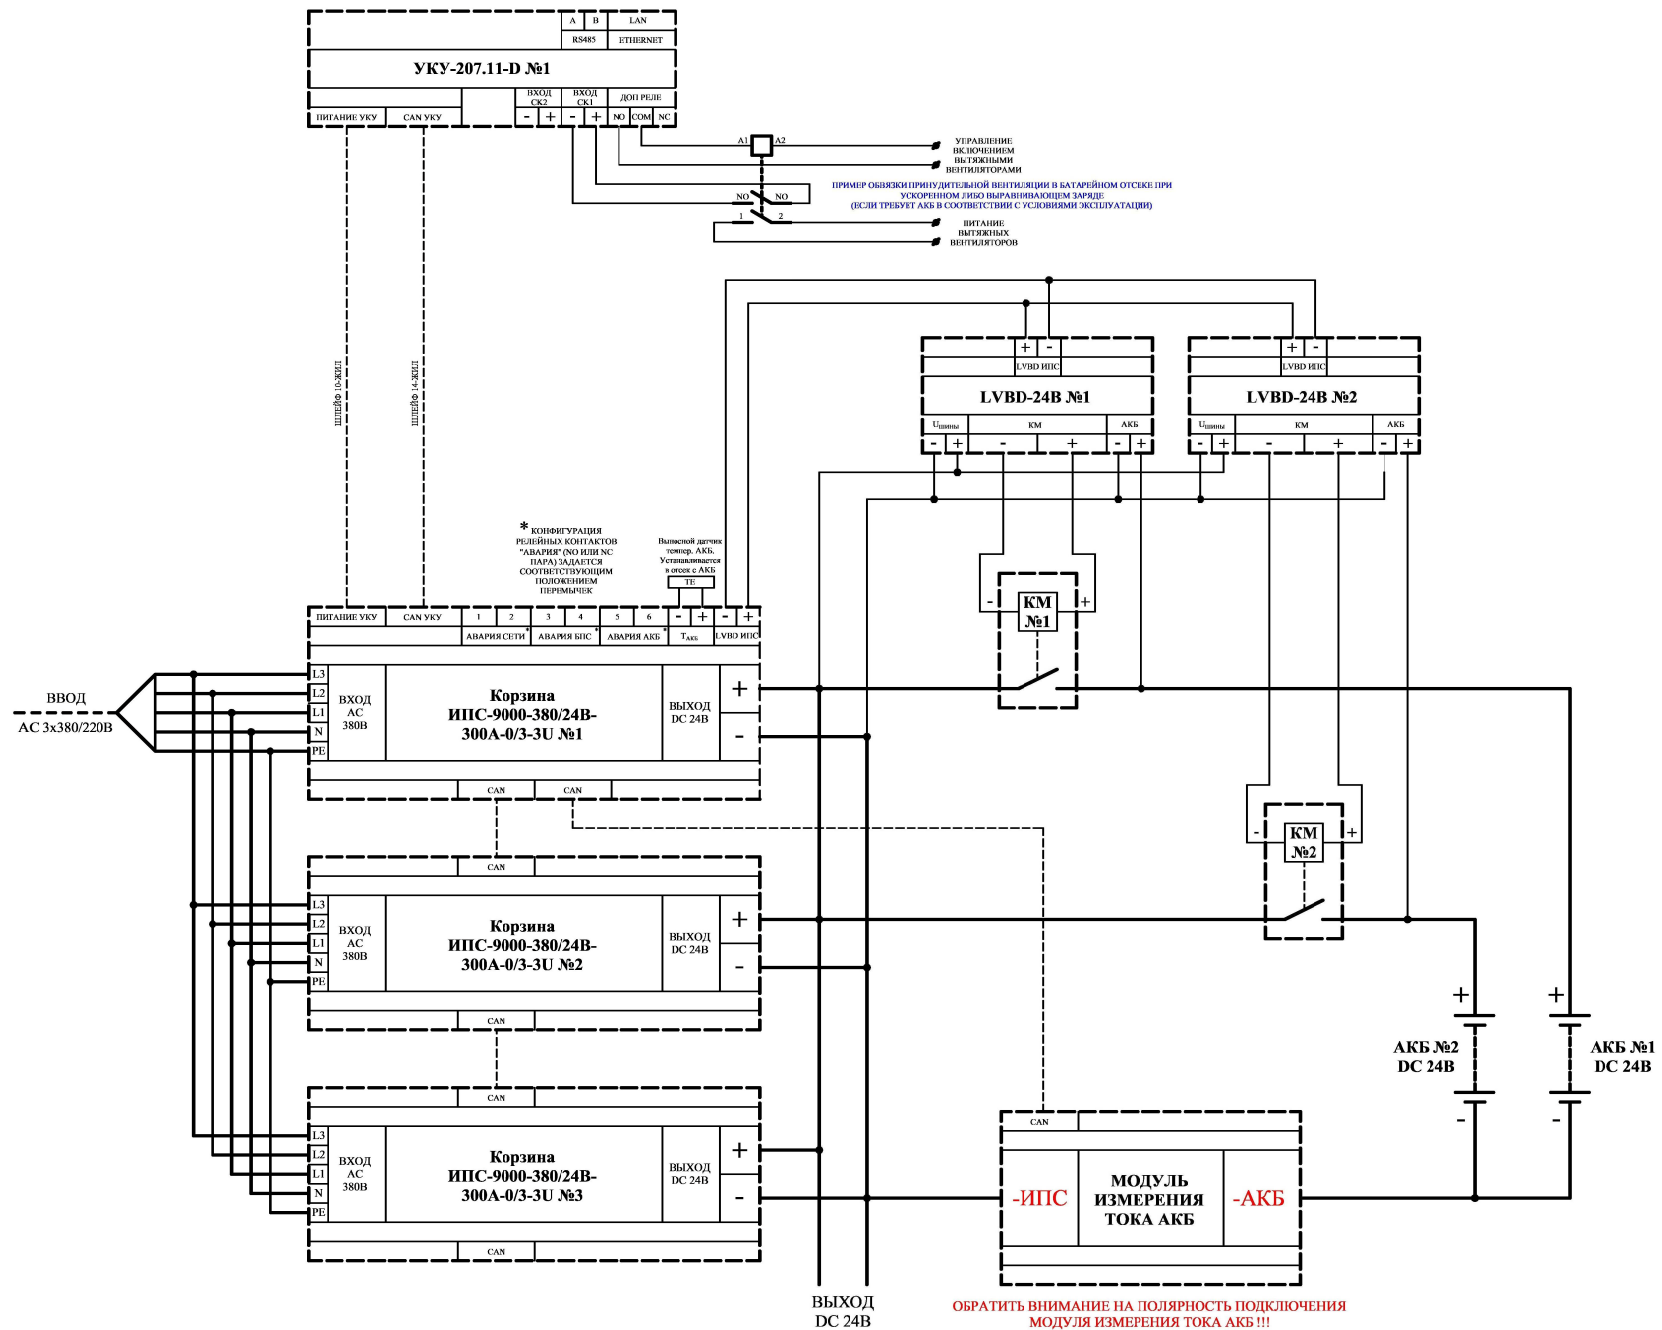 A B LAN
RS485 ETHERNET
УКУ-207.11-D №1
ВХОД СК2 ВХОД СК1 ДОП РЕЛЕ
ПИТАНИЕ УКУ CAN УКУ - + - + NO COM NC
A1 A2
УПРАВЛЕНИЕ
ВКЛЮЧЕНИЕМ
ВЫТЯЖНЫМИ
ВЕНТИЛЯТОРАМИ
ПРИМЕР ОБВЯЗКИ ПРИНУДИТЕЛЬНОЙ ВЕНТИЛЯЦИИ В БАТАРЕЙНОМ ОТСЕКЕ ПРИ
УСКОРЕННОМ ЛИБО ВЫРАВНИВАЮЩЕМ ЗАРЯДЕ
(ЕСЛИ ТРЕБУЕТ АКБ В СООТВЕТСТВИИ С УСЛОВИЯМИ ЭКСПЛУАТАЦИИ)
NO NO
1 2
ПИТАНИЕ
ВЫТЯЖНЫХ
ВЕНТИЛЯТОРОВ
ШЛЕЙФ 10-ЖИЛ
ШЛЕЙФ 14-ЖИЛ
+ -
LVBD ИПС
LVBD-24В №1
Uшины КМ АКБ
- + - + - +
+ -
LVBD ИПС
LVBD-24В №2
Uшины КМ АКБ
- + - + - +
* КОНФИГУРАЦИЯ
РЕЛЕЙНЫХ КОНТАКТОВ
"АВАРИЯ" (NO ИЛИ NC
ПАРА) ЗАДАЕТСЯ
СООТВЕТСТВУЮЩИМ
ПОЛОЖЕНИЕМ
ПЕРЕМЫЧЕК
Выносной датчик
темпер. АКБ.
Устанавливается
в отсек с АКБ
TE
- КМ +
№1
ПИТАНИЕ УКУ CAN УКУ 1 2 3 4 5 6 - + - +
АВАРИЯ СЕТИ* АВАРИЯ БПС* АВАРИЯ АКБ* TАКБ LVBD ИПС
ВВОД
AC 3x380/220В
L3
L2
L1
N
PE
ВХОД
AC
380В
Корзина
ИПС-9000-380/24В-
300А-0/3-3U №1
ВЫХОД
DC 24В
+
-
CAN CAN
- КМ +
№2
CAN
L3
L2
L1
N
PE
ВХОД
AC
380В
Корзина
ИПС-9000-380/24В-
300А-0/3-3U №2
ВЫХОД
DC 24В
+
-
CAN
+ +
АКБ №2
DC 24В
АКБ №1
DC 24В
- -
CAN
L3
L2
L1
N
PE
ВХОД
AC
380В
Корзина
ИПС-9000-380/24В-
300А-0/3-3U №3
ВЫХОД
DC 24В
+
-
CAN
CAN
-ИПС
МОДУЛЬ
ИЗМЕРЕНИЯ
ТОКА АКБ
-АКБ
ВЫХОД
DC 24В
ОБРАТИТЬ ВНИМАНИЕ НА ПОЛЯРНОСТЬ ПОДКЛЮЧЕНИЯ
МОДУЛЯ ИЗМЕРЕНИЯ ТОКА АКБ !!!